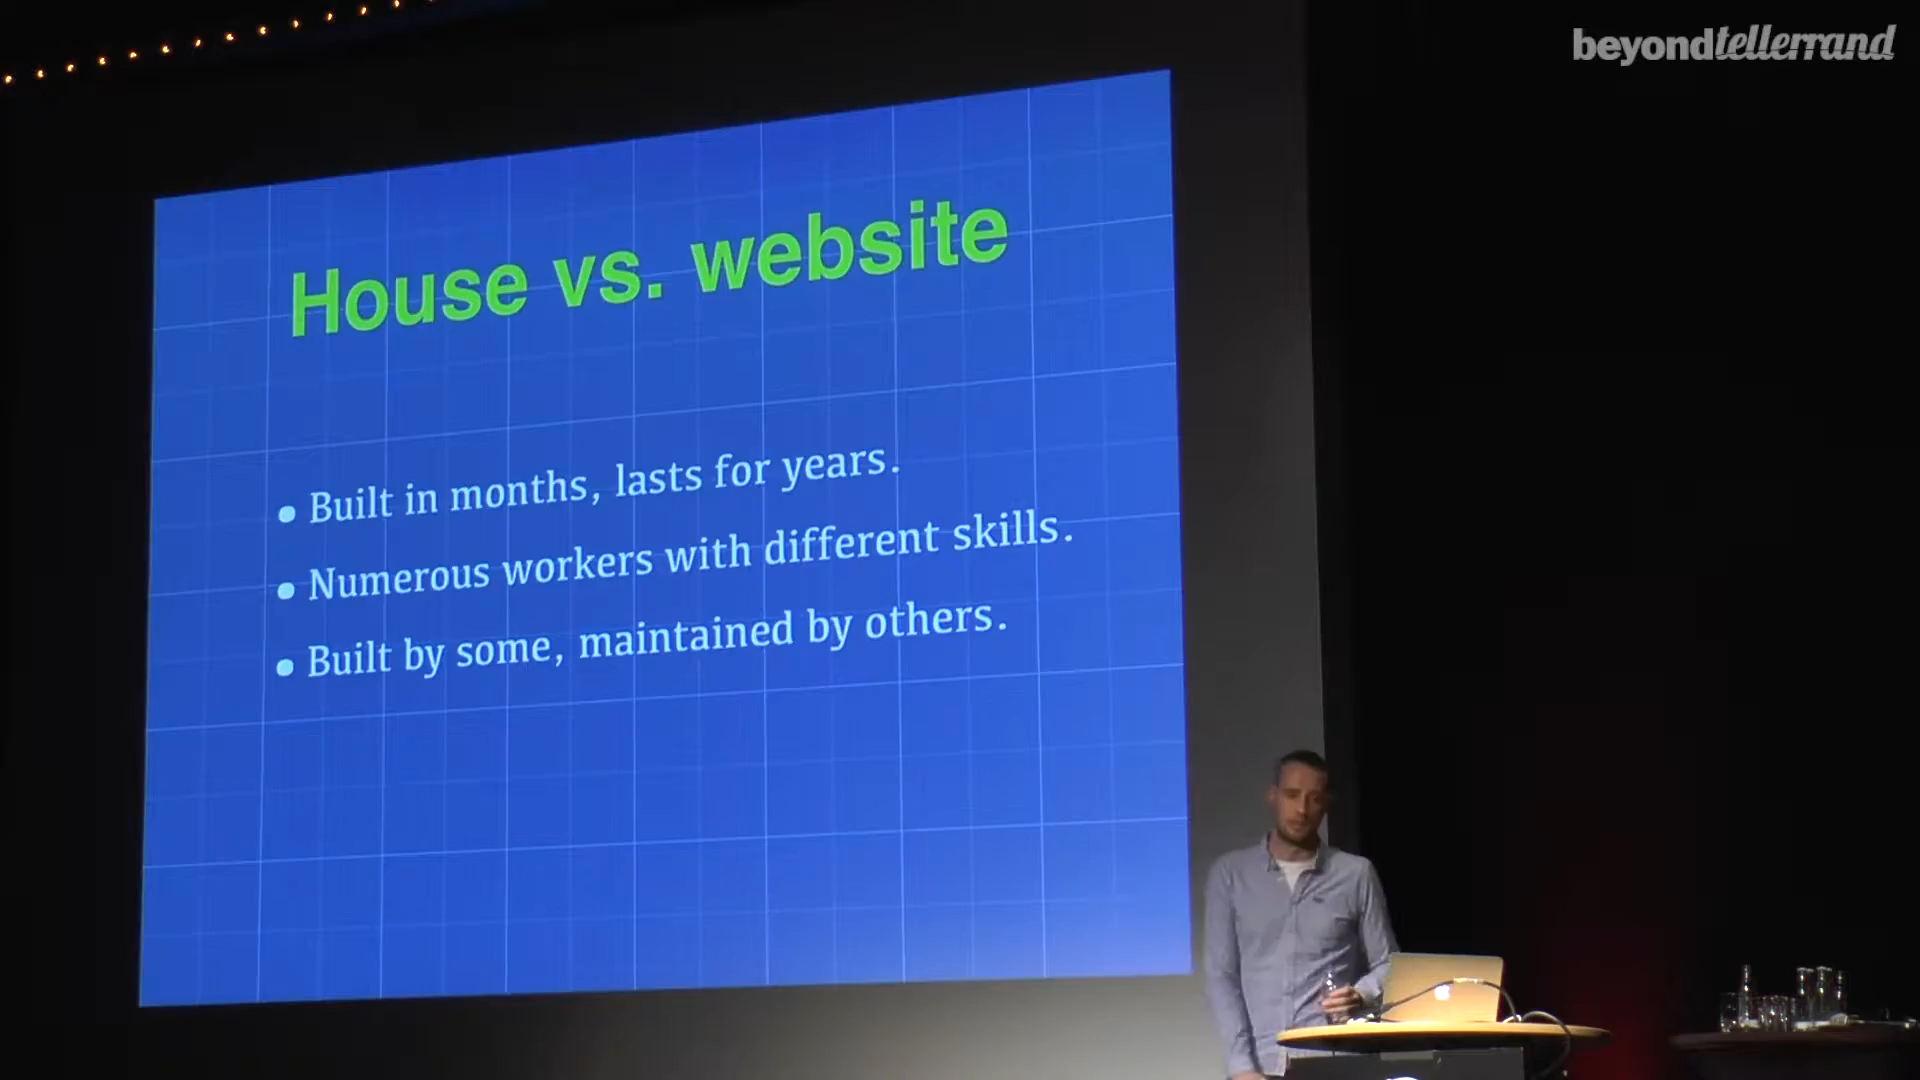 beyondtellerrand
House vs. website
• Built in months, lasts for years.
• Numerous workers with different skills.
• Built by some, maintained by others.